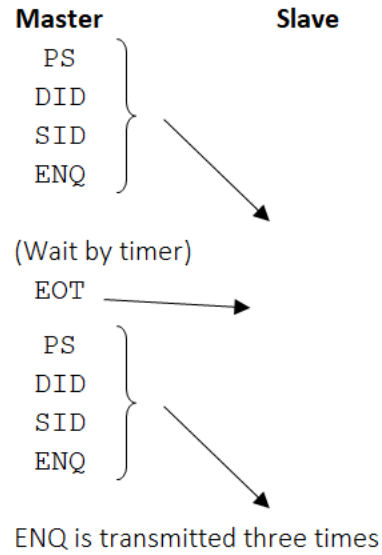 Master Slave
PS
DID
SID
ENQ
(Wait by timer)
EOT
PS
DID
SID
ENQ
ENQ is transmitted three times